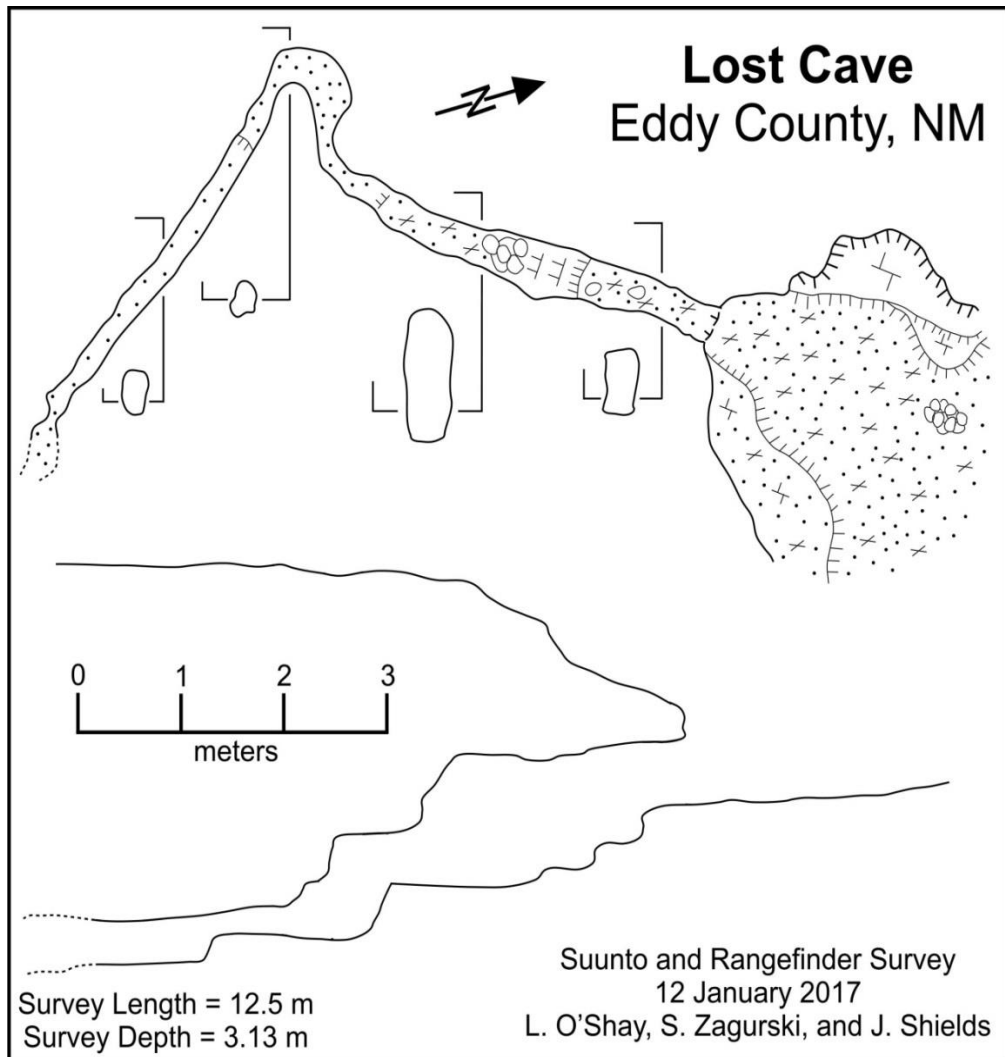 Lost Cave
Eddy County, NM
N
0 1 2 3
meters
Survey Length = 12.5 m
Survey Depth = 3.13 m
Suunto and Rangefinder Survey
12 January 2017
L. O'Shay, S. Zagurski, and J. Shields